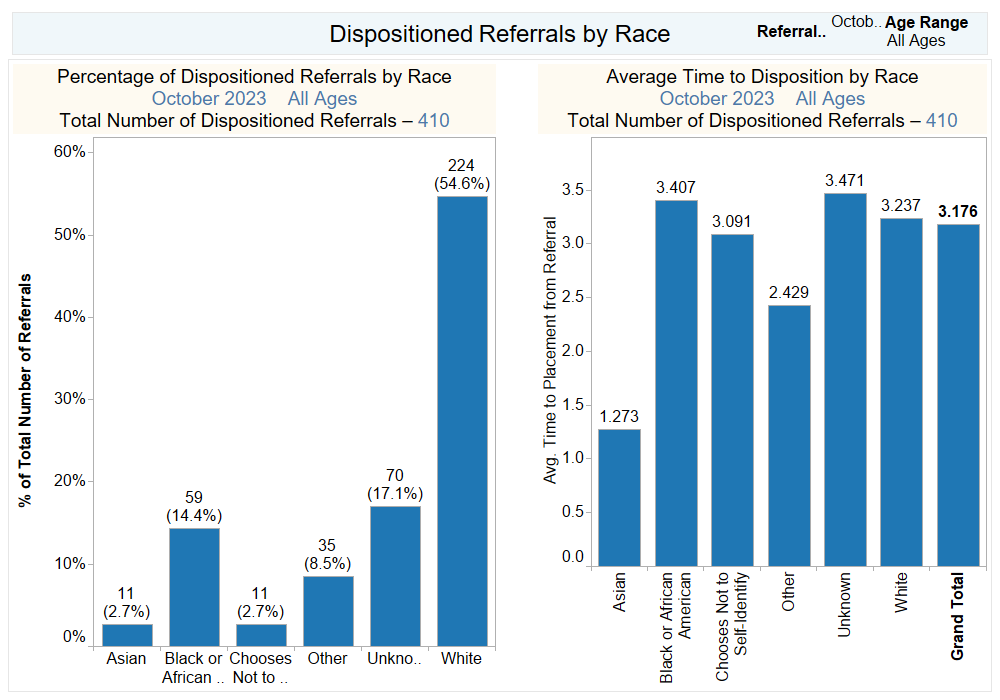 Dispositioned Referrals by Race
Referral..
Octob..
Age Range
All Ages
Percentage of Dispositioned Referrals by Race
October 2023 All Ages
Total Number of Dispositioned Referrals – 410
% of Total Number of Referrals
60%
50%
40%
30%
20%
10%
0%
11
(2.7%)
59
(14.4%)
11
(2.7%)
35
(8.5%)
70
(17.1%)
224
(54.6%)
Asian
Black or
African ..
Chooses
Not to ..
Other
Unkno..
White
Average Time to Disposition by Race
October 2023 All Ages
Total Number of Dispositioned Referrals – 410
Avg. Time to Placement from Referral
3.5
3.0
2.5
2.0
1.5
1.0
0.5
0.0
1.273
3.407
3.091
2.429
3.471
3.237
3.176
Asian
Black or African
American
Chooses Not to
Self-Identify
Other
Unknown
White
Grand Total